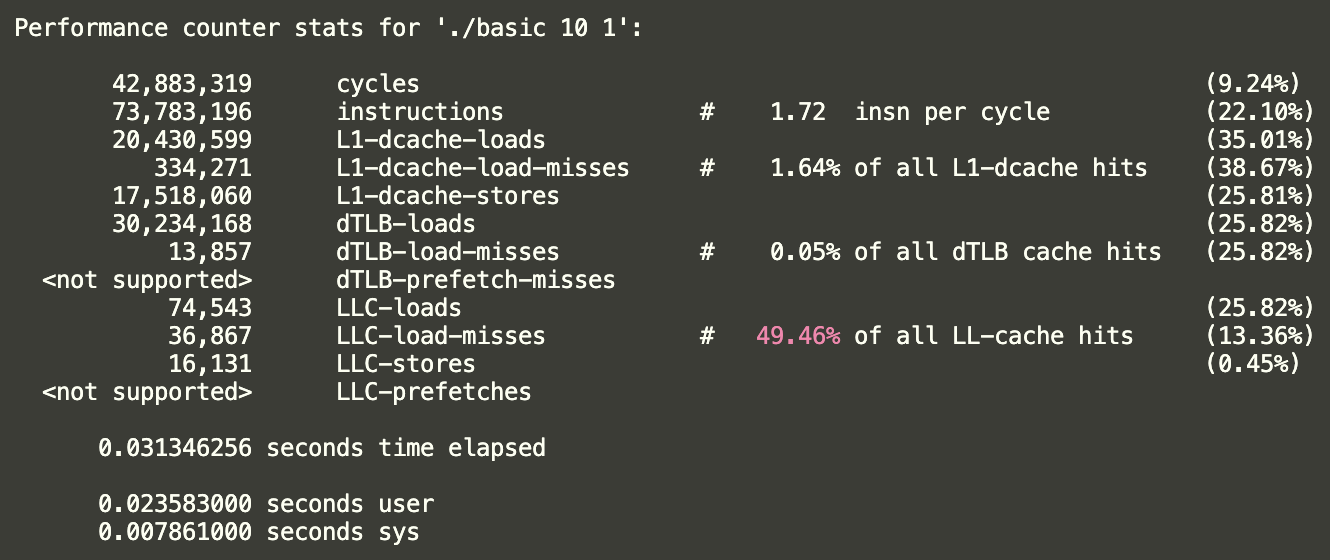 Performance counter stats for './basic 10 1':
42,883,319 cycles (9.24%)
73,783,196 instructions # 1.72 insn per cycle (22.10%)
20,430,599 L1-dcache-loads (35.01%)
334,271 L1-dcache-load-misses # 1.64% of all L1-dcache hits (38.67%)
17,518,060 L1-dcache-stores (25.81%)
30,234,168 dTLB-loads (25.82%)
13,857 dTLB-load-misses # 0.05% of all dTLB cache hits (25.82%)
<not supported> dTLB-prefetch-misses
74,543 LLC-loads (25.82%)
36,867 LLC-load-misses # 49.46% of all LL-cache hits (13.36%)
16,131 LLC-stores (0.45%)
<not supported> LLC-prefetches
0.031346256 seconds time elapsed
0.023583000 seconds user
0.007861000 seconds sys